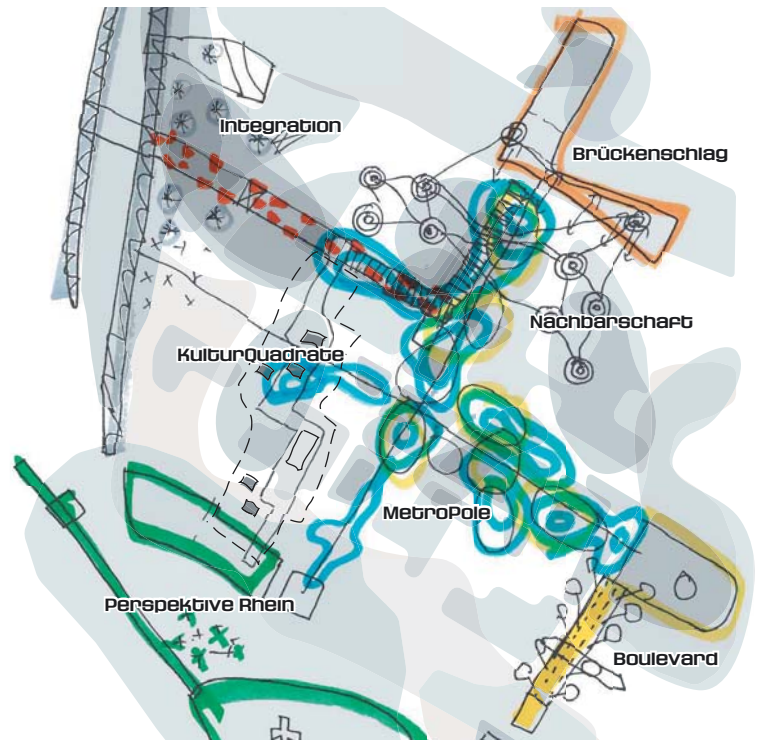 Integration
Brückenschlag
Nachbarschaft
KulturQuadrate
MetroPole
Perspektive Rhein
Boulevard